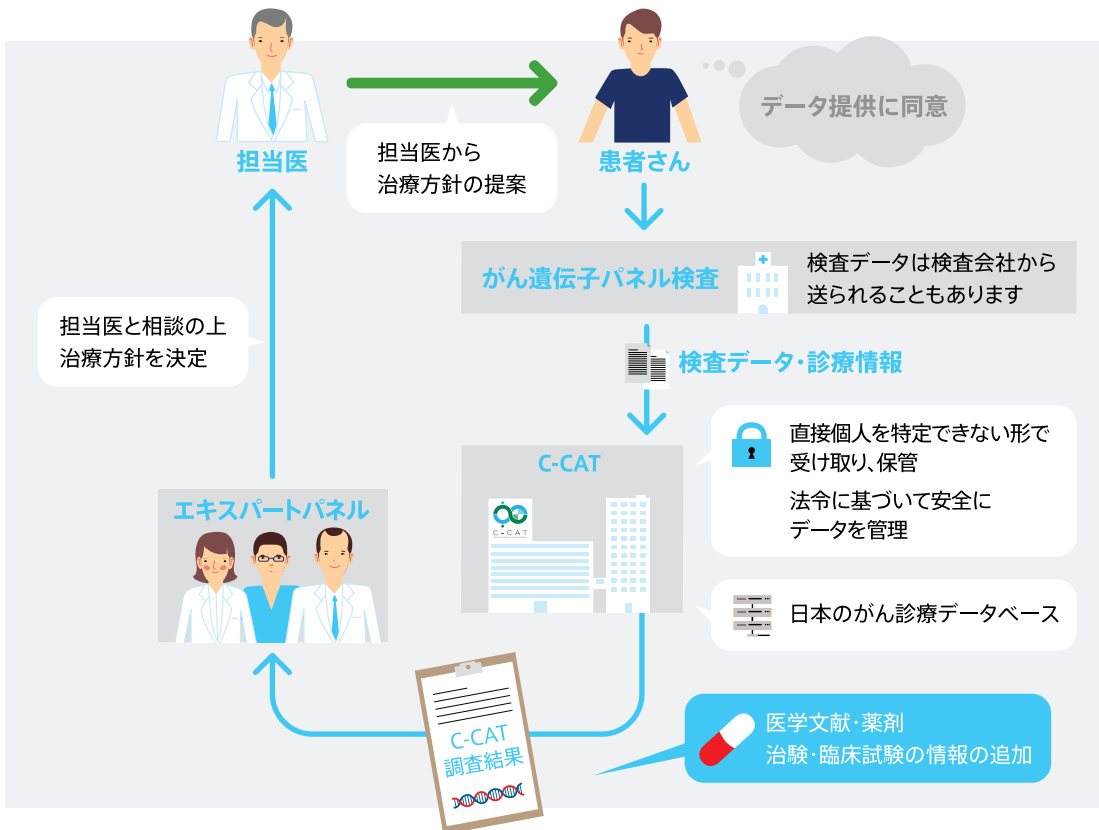 データ提供に同意
担当医
患者さん
担当医から
治療方針の提案
がん遺伝子パネル検査
検査データは検査会社から
送られることもあります
担当医と相談の上
治療方針を決定
検査データ・診療情報
C-CAT
C-CAT
直接個人を特定できない形で
受け取り、保管
法令に基づいて安全に
データを管理
エキスパートパネル
日本のがん診療データベース
C-CAT
調査結果
医学文献・薬剤
治験・臨床試験の情報の追加